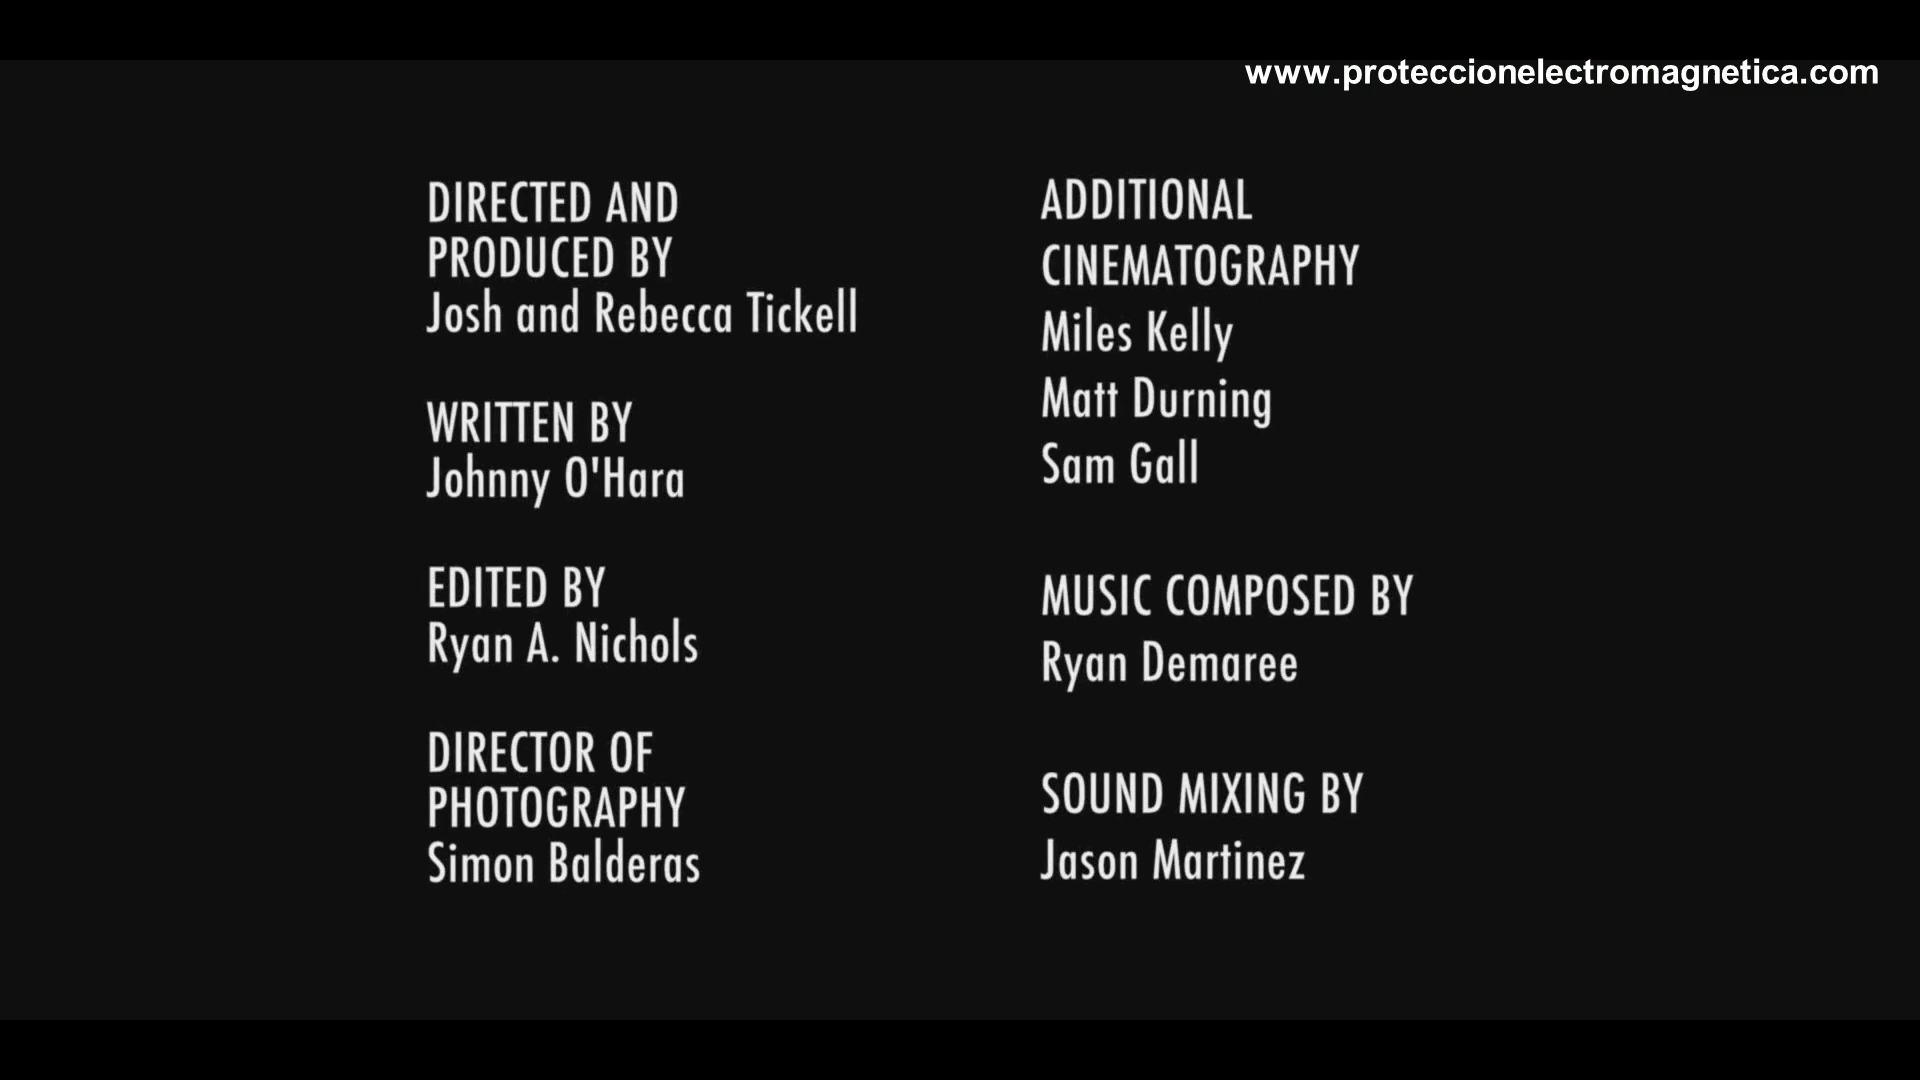 www.proteccionelectromagnetica.com
DIRECTED AND
PRODUCED BY
Josh and Rebecca Tickell
WRITTEN BY
Johnny O'Hara
EDITED BY
Ryan A. Nichols
DIRECTOR OF
PHOTOGRAPHY
Simon Balderas
ADDITIONAL
CINEMATOGRAPHY
Miles Kelly
Matt Durning
Sam Gall
MUSIC COMPOSED BY
Ryan Demaree
SOUND MIXING BY
Jason Martinez